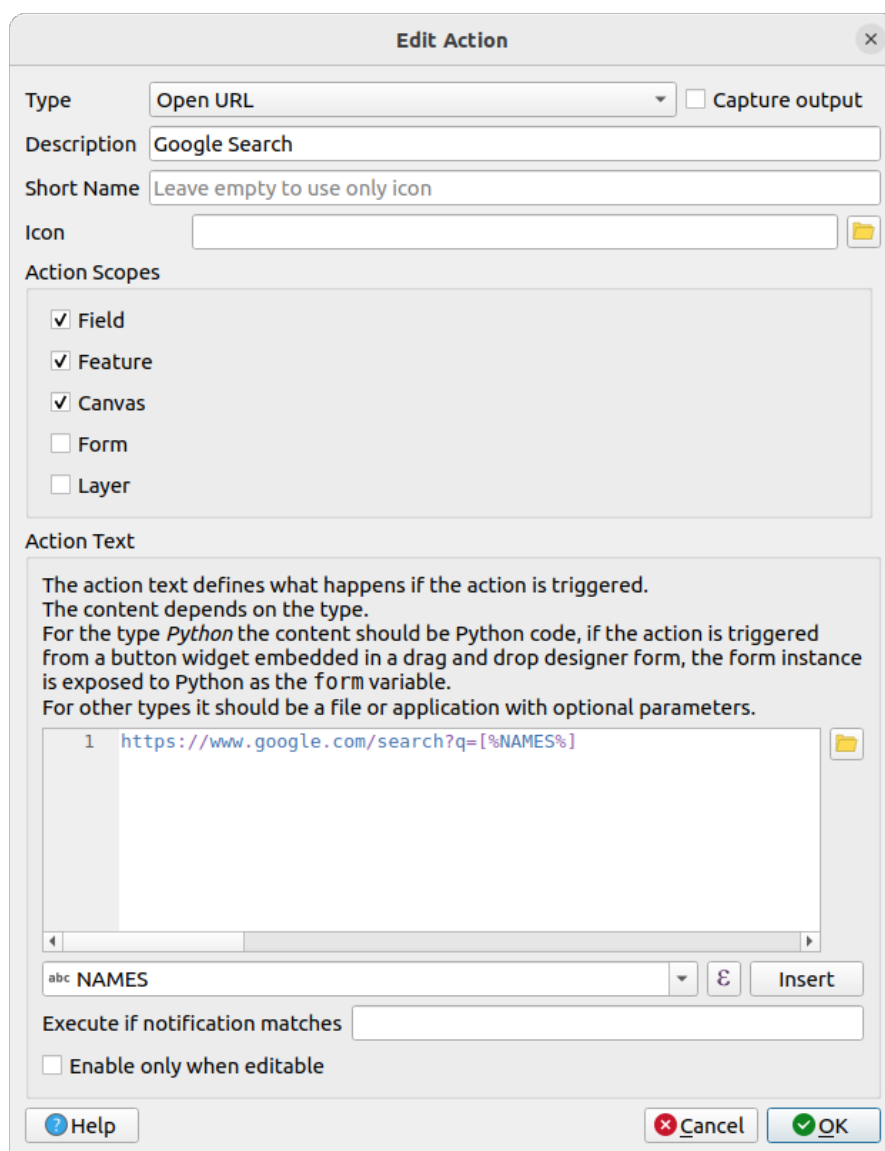 Edit Action
Type Open URL Capture output
Description Google Search
Short Name Leave empty to use only icon
Icon
Action Scopes
Field
Feature
Canvas
Form
Layer
Action Text
The action text defines what happens if the action is triggered.
The content depends on the type.
For the type Python the content should be Python code, if the action is triggered
from a button widget embedded in a drag and drop designer form, the form instance
is exposed to Python as the form variable.
For other types it should be a file or application with optional parameters.
1 https://www.google.com/search?q=[%NAMES%]
abc NAMES ε Insert
Execute if notification matches
Enable only when editable
Help Cancel OK